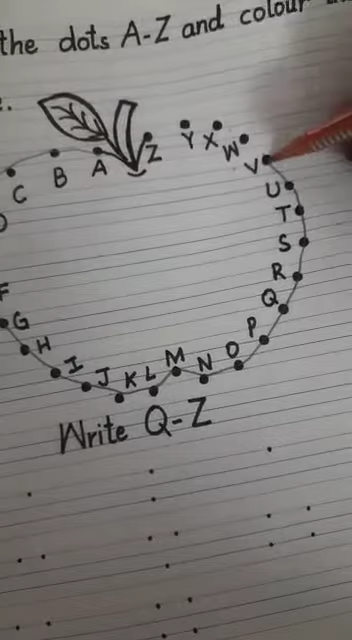 the dots A-Z and colour
Z Y X W
C B A V
U
T
S
F R
G Q
H P
I J K L M N O
Write Q-Z